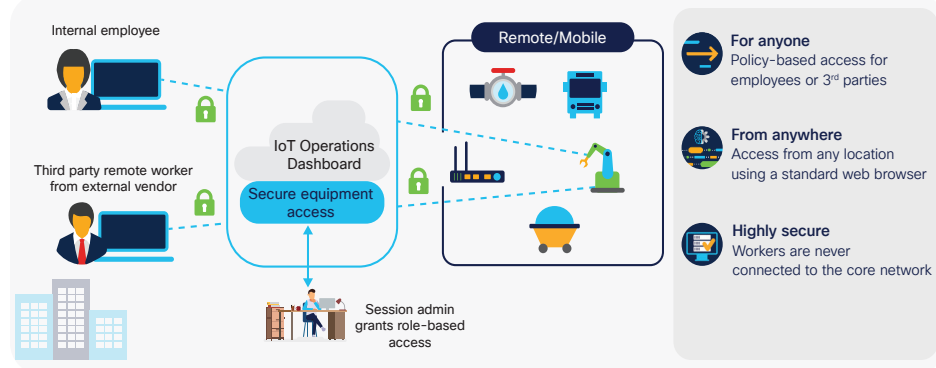 Internal employee
Third party remote worker
from external vendor
IoT Operations
Dashboard
Secure equipment
access
Session admin
grants role-based
access
Remote/Mobile
For anyone
Policy-based access for
employees or 3rd parties
From anywhere
Access from any location
using a standard web browser
Highly secure
Workers are never
connected to the core network